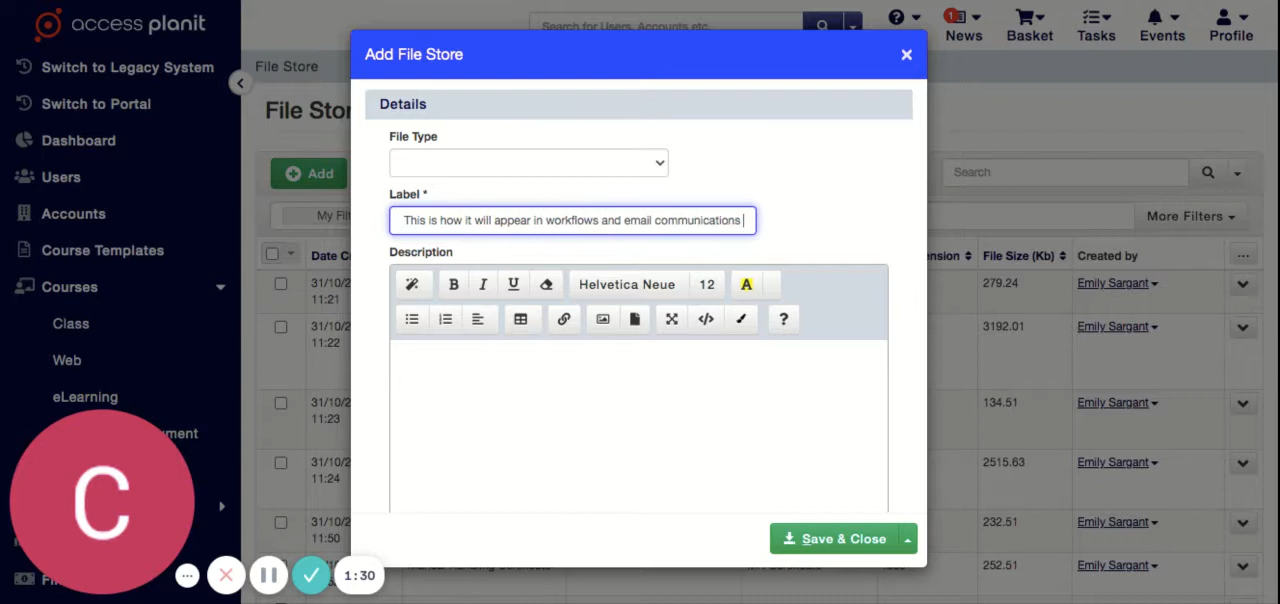 access planit
Search for Users, Accounts etc.
News
Basket
Tasks
Events
Profile
1
Switch to Legacy System
Switch to Portal
Dashboard
Users
Accounts
Course Templates
Courses
Class
Web
eLearning
File Store
File Stor
Add
My Filt
Search
More Filters
Date C
ension
File Size (Kb)
Created by
31/10/2
11:21
279.24
Emily Sargant
31/10/2
11:22
3192.01
Emily Sargant
31/10/2
11:23
134.51
Emily Sargant
31/10/2
11:24
2515.63
Emily Sargant
31/10/2
11:50
232.51
Emily Sargant
31/10/2
252.51
Emily Sargant
Add File Store
×
Details
File Type
Label *
This is how it will appear in workflows and email communications
Description
B I U
Helvetica Neue
12
A
</>
?
Save & Close
C
1:30